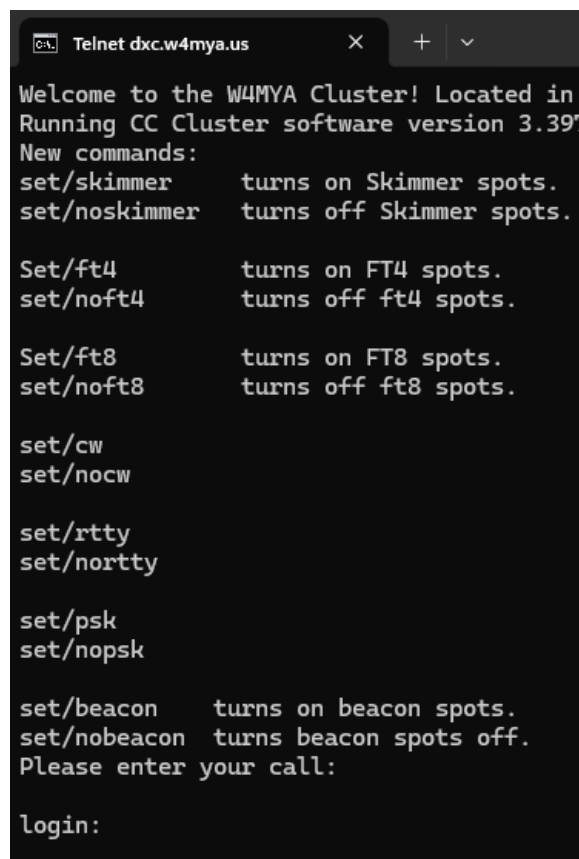 Telnet dxc.w4mya.us
Welcome to the W4MYA Cluster! Located in
Running CC Cluster software version 3.397
New commands:
set/skimmer turns on Skimmer spots.
set/noskimmer turns off Skimmer spots.
Set/ft4 turns on FT4 spots.
set/noft4 turns off ft4 spots.
Set/ft8 turns on FT8 spots.
set/noft8 turns off ft8 spots.
set/cw
set/nocw
set/rtty
set/nortty
set/psk
set/nopsk
set/beacon turns on beacon spots.
set/nobeacon turns beacon spots off.
Please enter your call:
login: